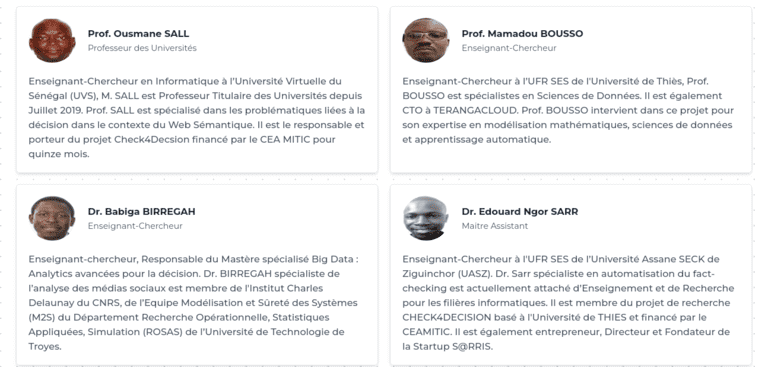 Prof. Ousmane SALL
Professeur des Universités
Enseignant-Chercheur en Informatique à l'Université Virtuelle du
Sénégal (UVS), M. SALL est Professeur Titulaire des Universités depuis
Juillet 2019. Prof. SALL est spécialisé dans les problématiques liées à la
décision dans le contexte du Web Sémantique. Il est le responsable et
porteur du projet Check4Decsion financé par le CEA MITIC pour
quinze mois.
Prof. Mamadou BOUSSO
Enseignant-Chercheur
Enseignant-Chercheur à l'UFR SES de l'Université de Thiès, Prof.
BOUSSO est spécialistes en Sciences de Données. Il est également
CTO à TERANGACLOUD. Prof. BOUSSO intervient dans ce projet pour
son expertise en modélisation mathématiques, sciences de données
et apprentissage automatique.
Dr. Babiga BIRREGAH
Enseignant-Chercheur
Enseignant-chercheur, Responsable du Mastère spécialisé Big Data :
Analytics avancées pour la décision. Dr. BIRREGAH spécialiste de
l'analyse des médias sociaux est membre de l'Institut Charles
Delaunay du CNRS, de l'Equipe Modélisation et Sûreté des Systèmes
(M2S) du Département Recherche Opérationnelle, Statistiques
Appliquées, Simulation (ROSAS) de l'Université de Technologie de
Troyes.
Dr. Edouard Ngor SARR
Maitre Assistant
Enseignant-Chercheur à l'UFR SES de l'Université Assane SECK de
Ziguinchor (UASZ). Dr. Sarr spécialiste en automatisation du fact-
checking est actuellement attaché d'Enseignement et de Recherche
pour les filières informatiques. Il est membre du projet de recherche
CHECK4DECISION basé à l'Université de THIES et financé par le
CEAMITIC. Il est également entrepreneur, Directeur et Fondateur de
la Startup S@RRIS.